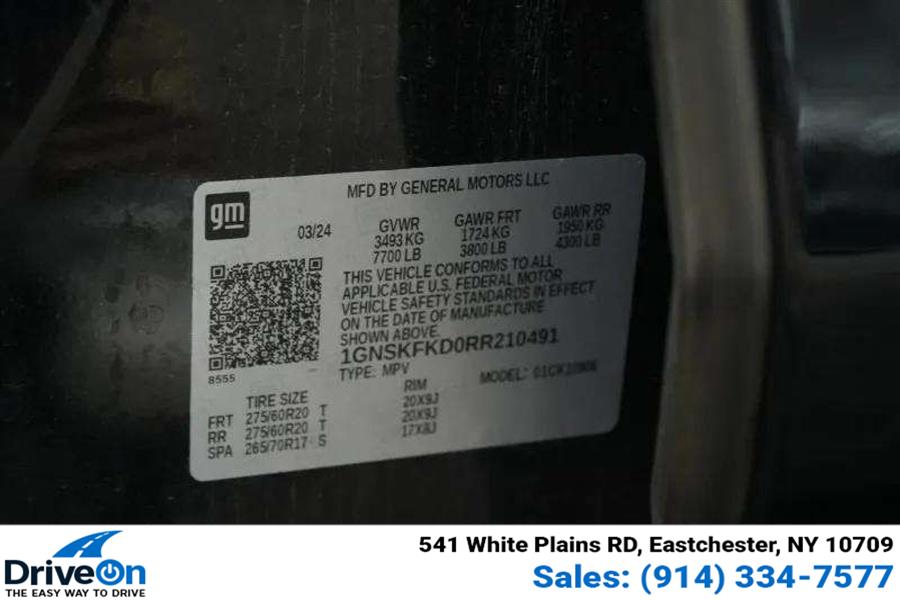 MFD BY GENERAL MOTORS LLC
gm
03/24
GVWR GAWR FRT GAWR RR
3493 KG 1724 KG 1950 KG
7700 LB 3800 LB 4300 LB
THIS VEHICLE CONFORMS TO ALL
APPLICABLE U.S. FEDERAL MOTOR
VEHICLE SAFETY STANDARDS IN EFFECT
ON THE DATE OF MANUFACTURE
SHOWN ABOVE.
1GNSKFKD0RR210491
8555
TYPE: MPV MODEL:
TIRE SIZE RIM
FRT 275/60R20 T 20X9J
RR 275/60R20 T 20X9J
SPA 265/70R17 S 17X8J
DriveOn
THE EASY WAY TO DRIVE
541 White Plains RD, Eastchester, NY 10709
Sales: (914) 334-7577